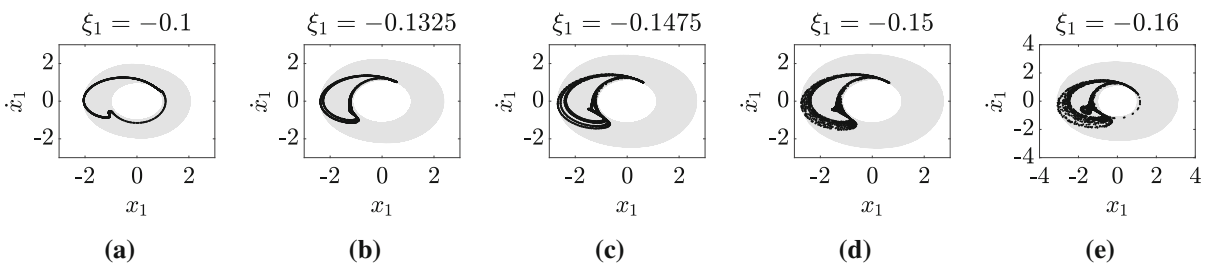 ξ₁ = −0.1 ξ₁ = −0.1325 ξ₁ = −0.1475 ξ₁ = −0.15 ξ₁ = −0.16
2 2 2 2 4
ẋ₁ 0 ẋ₁ 0 ẋ₁ 0 ẋ₁ 0 ẋ₁ 2
-2 -2 -2 -2 0
-2
-4
-2 0 2 -2 0 2 -2 0 2 -2 0 2 -4 -2 0 2 4
x₁ x₁ x₁ x₁ x₁
(a) (b) (c) (d) (e)